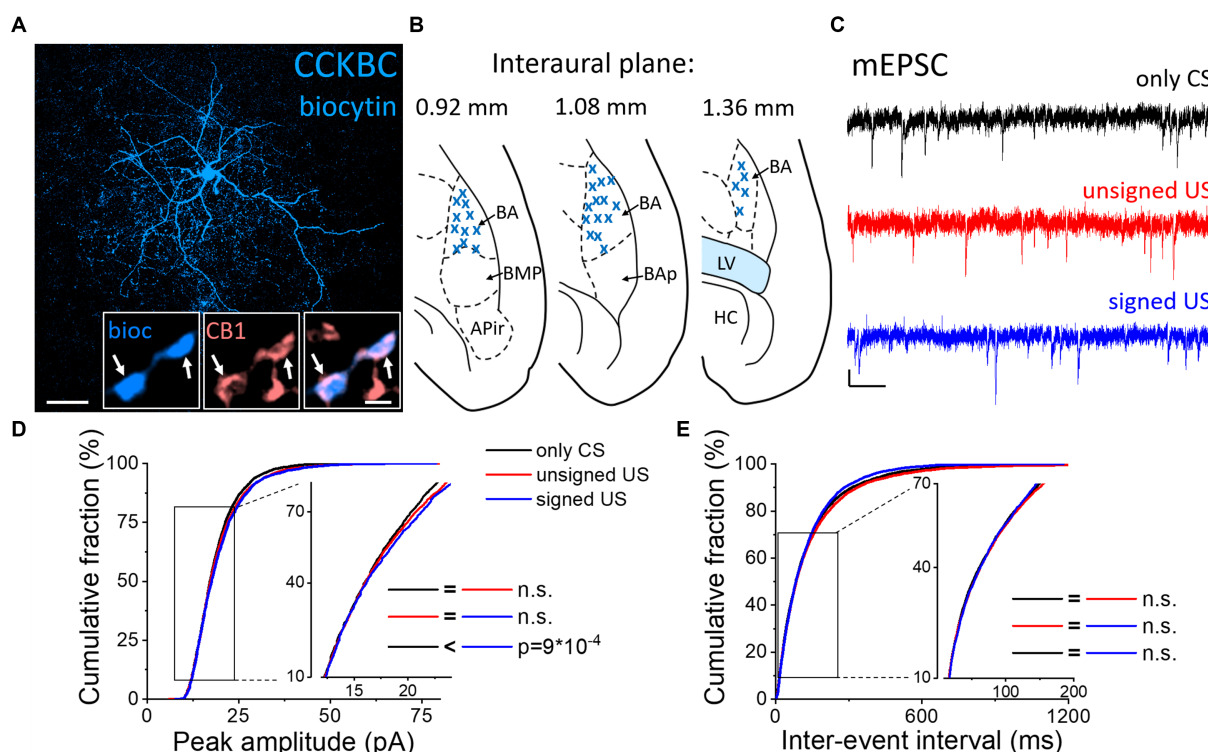 A
CCKBC
biocytin
bioc
CB1
B
Interaural plane:
0.92 mm
1.08 mm
1.36 mm
x x x x x x x x x x x x x
BA
BMP
APir
x x x x x x x x x x x x x x
BA
BAp
x x x x x
BA
LV
HC
C
mEPSC
only CS
unsigned US
signed US
D
Cumulative fraction (%)
100
75
50
25
0
0 25 50 75
Peak amplitude (pA)
only CS
unsigned US
signed US
70
40
10
15 20
= n.s.
= n.s.
< p=9*10⁻⁴
E
Cumulative fraction (%)
100
80
60
40
20
0
0 600 1200
Inter-event interval (ms)
70
40
10
100 200
= n.s.
= n.s.
= n.s.